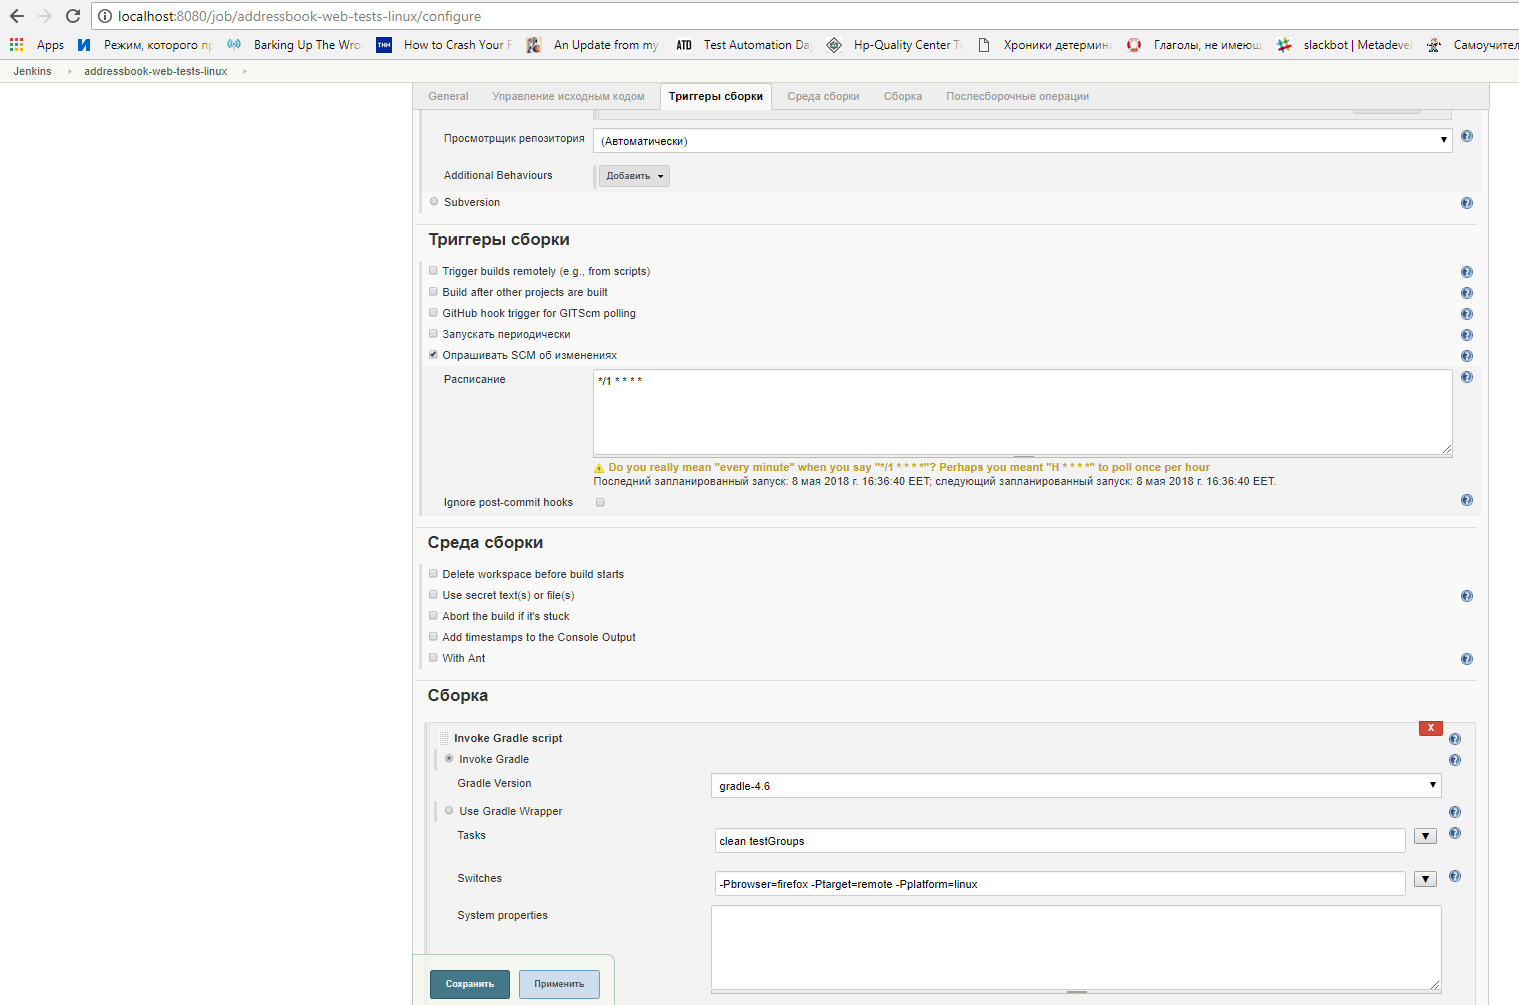 localhost:8080/job/addressbook-web-tests-linux/configure
Apps Режим, которого пр Barking Up The Wro THN How to Crash Your F An Update from my ATD Test Automation Da Hp-Quality Center Tu Хроники детермини Глаголы, не имеющ slackbot | Metadevel Самоучител
Jenkins addressbook-web-tests-linux
General Управление исходным кодом Триггеры сборки Среда сборки Сборка Послесборочные операции
Просмотрщик репозитория (Автоматически)
Additional Behaviours Добавить
Subversion
Триггеры сборки
Trigger builds remotely (e.g., from scripts)
Build after other projects are built
GitHub hook trigger for GITScm polling
Запускать периодически
Опрашивать SCM об изменениях
Расписание */1 * * * *
Do you really mean "every minute" when you say "*/1 * * * *"? Perhaps you meant "H * * * *" to poll once per hour
Последний запланированный запуск: 8 мая 2018 г. 16:36:40 EET; следующий запланированный запуск: 8 мая 2018 г. 16:36:40 EET.
Ignore post-commit hooks
Среда сборки
Delete workspace before build starts
Use secret text(s) or file(s)
Abort the build if it's stuck
Add timestamps to the Console Output
With Ant
Сборка
X
Invoke Gradle script
Invoke Gradle
Gradle Version gradle-4.6
Use Gradle Wrapper
Tasks clean testGroups
Switches -Pbrowser=firefox -Ptarget=remote -Pplatform=linux
System properties
Сохранить Применить